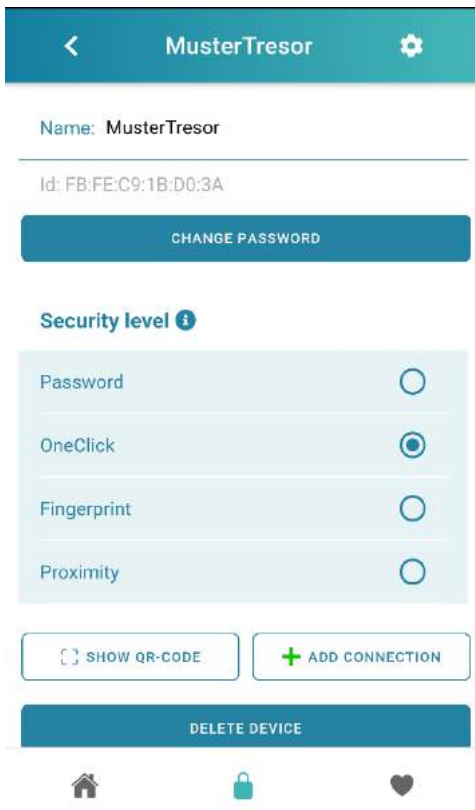 MusterTresor
Name: MusterTresor
Id: FB:FE:C9:1B:D0:3A
CHANGE PASSWORD
Security level
Password
OneClick
Fingerprint
Proximity
SHOW QR-CODE
ADD CONNECTION
DELETE DEVICE